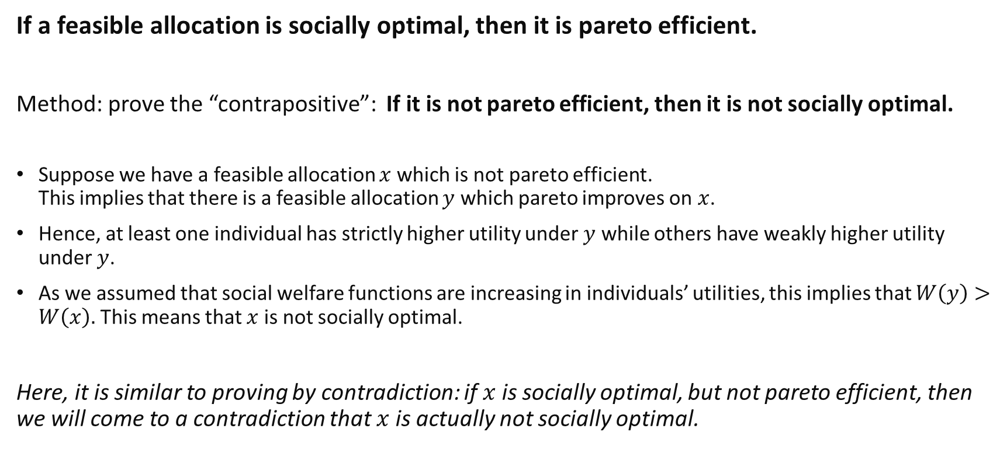 If a feasible allocation is socially optimal, then it is pareto efficient.
Method: prove the “contrapositive”: If it is not pareto efficient, then it is not socially optimal.
• Suppose we have a feasible allocation x which is not pareto efficient.
This implies that there is a feasible allocation y which pareto improves on x.
• Hence, at least one individual has strictly higher utility under y while others have weakly higher utility
under y.
• As we assumed that social welfare functions are increasing in individuals’ utilities, this implies that W(y) >
W(x). This means that x is not socially optimal.
Here, it is similar to proving by contradiction: if x is socially optimal, but not pareto efficient, then
we will come to a contradiction that x is actually not socially optimal.